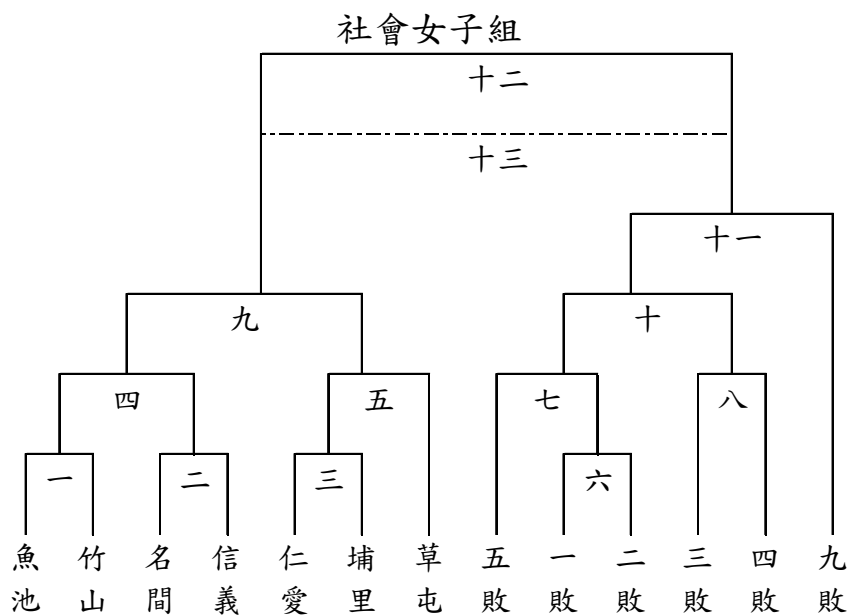 社會女子組
十二
十三
十一
九
十
四
五
七
八
一
二
三
六
魚池
竹山
名間
信義
仁愛
埔里
草屯
五敗
一敗
二敗
三敗
四敗
九敗